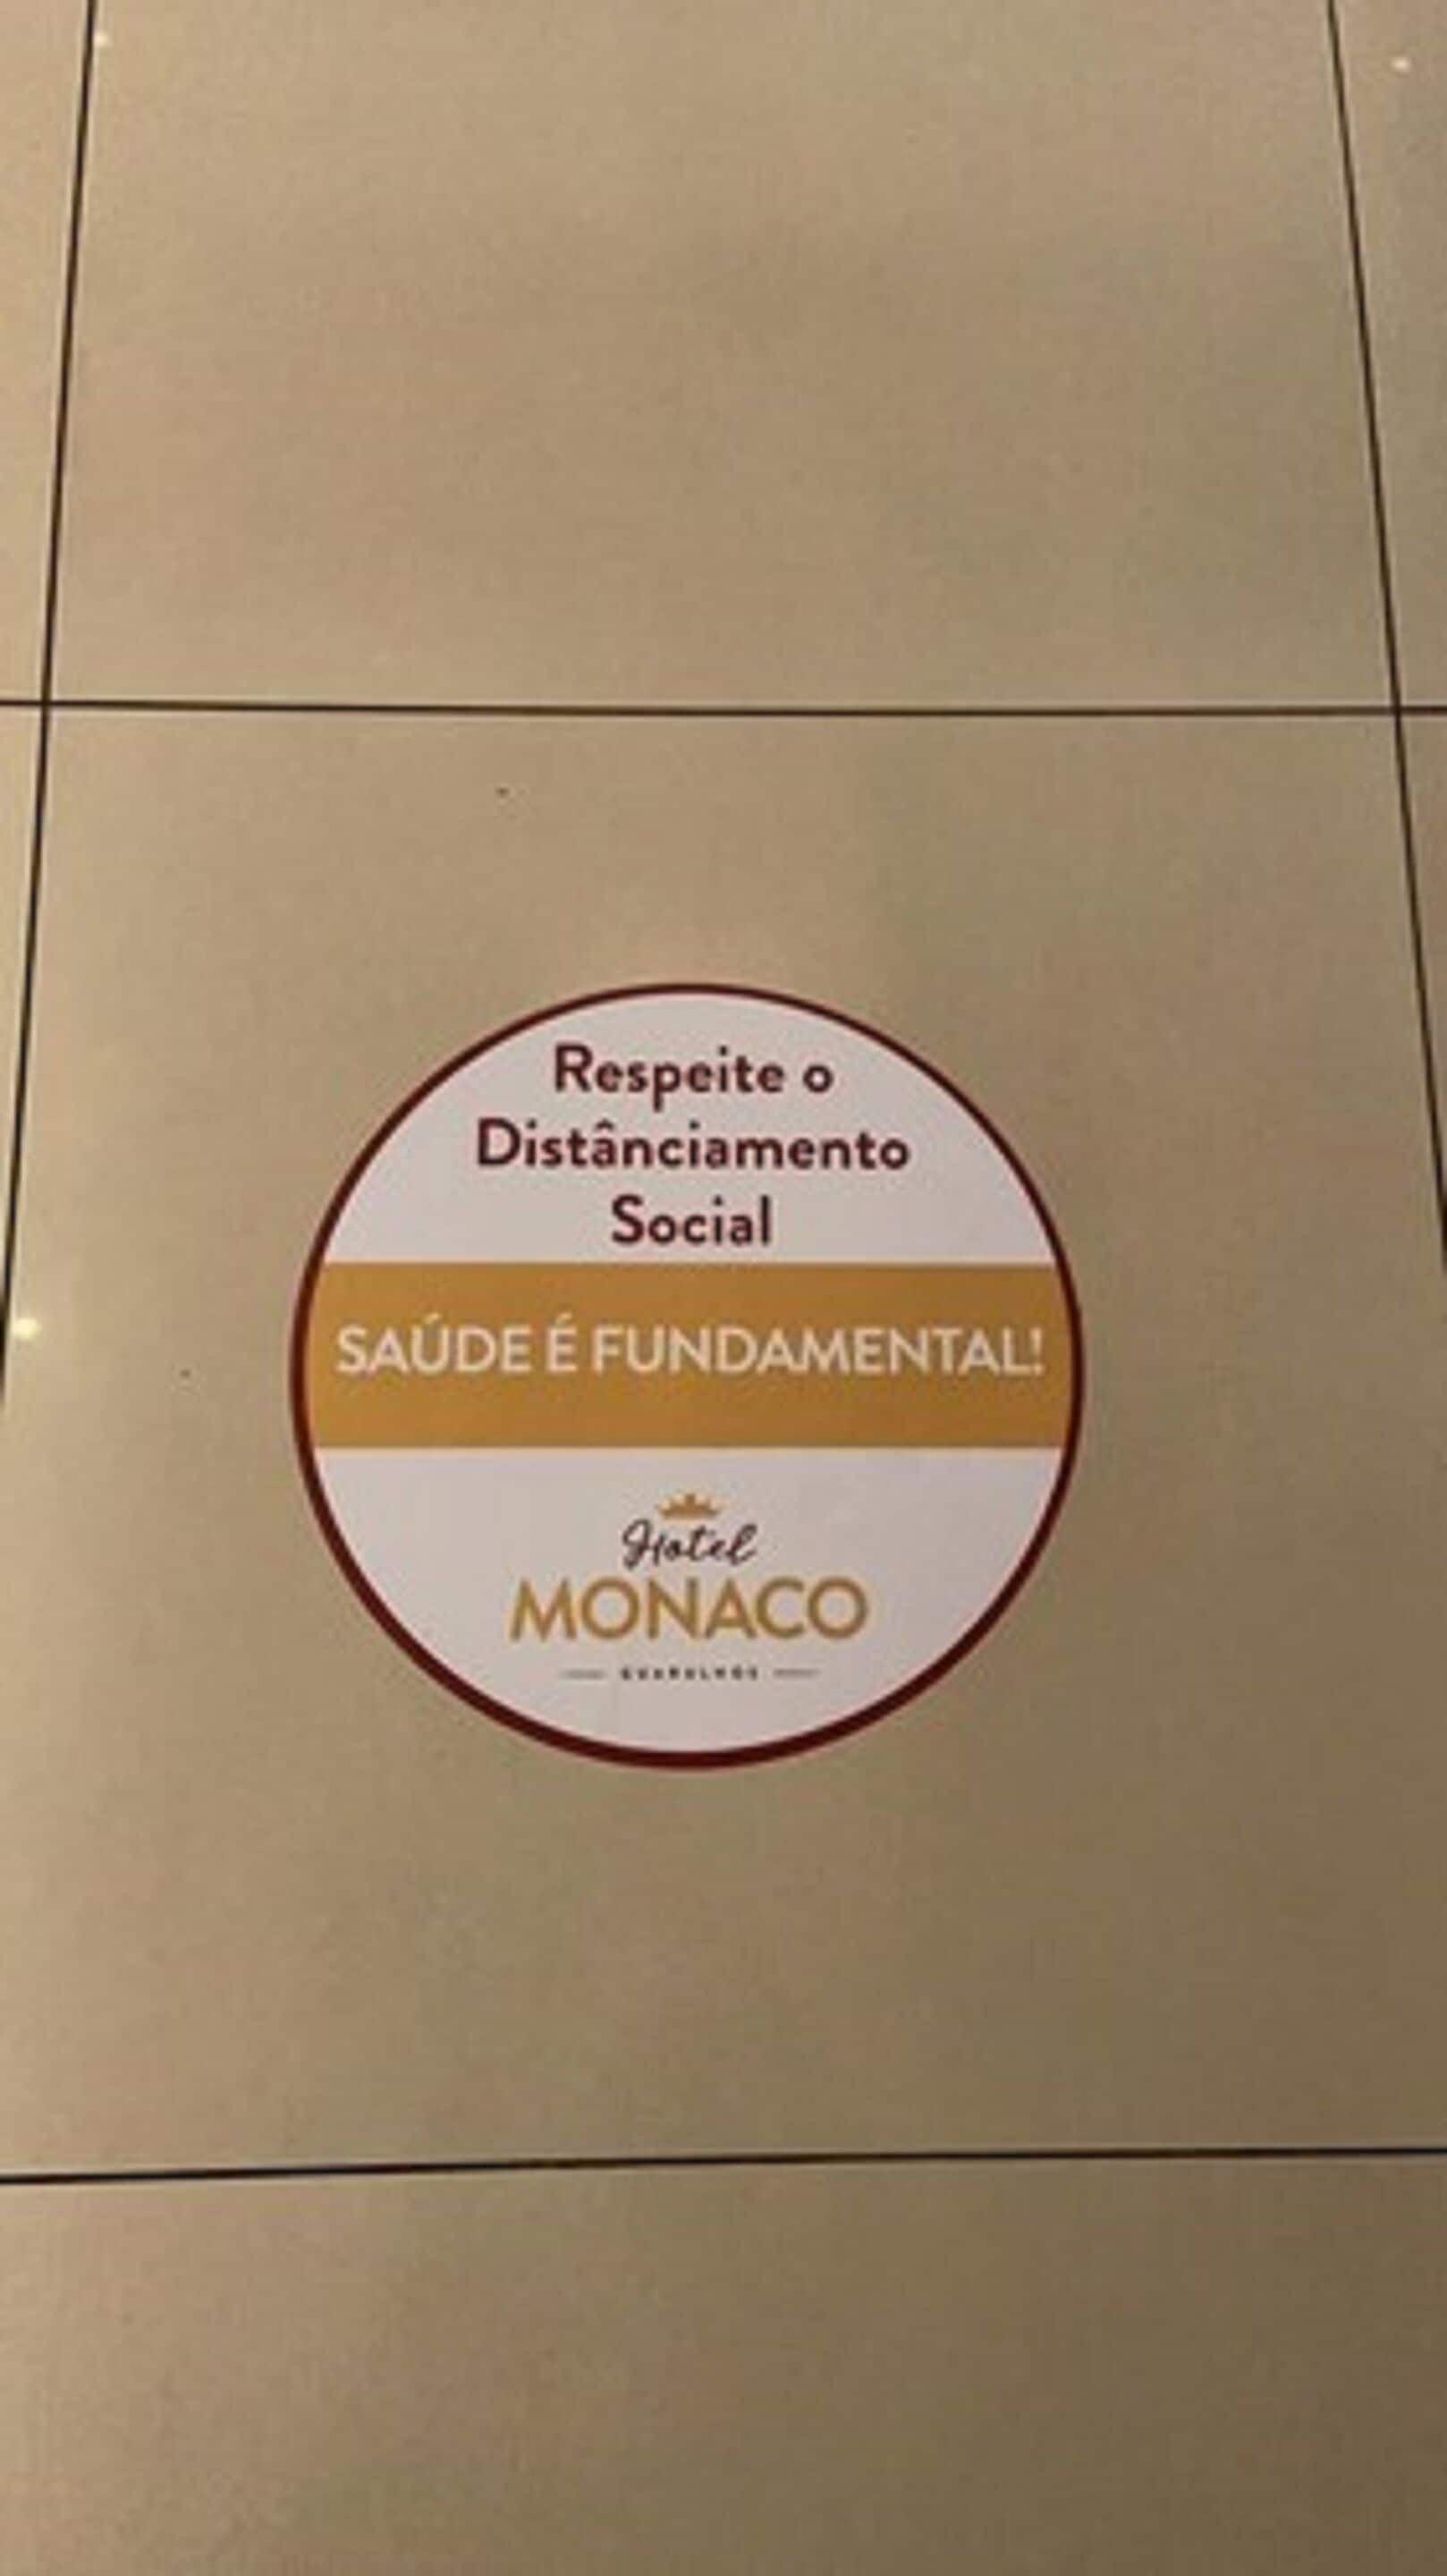 Respeite o
Distânciamento
Social
SAÚDE É FUNDAMENTAL!
Hotel
MONACO
GUARULHOS